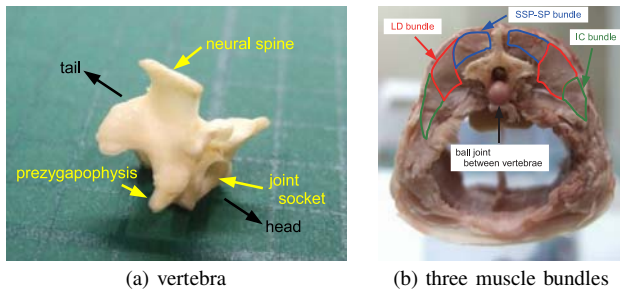 neural spine
tail
prezygapophysis
joint
socket
head
(a) vertebra
SSP-SP bundle
LD bundle
IC bundle
ball joint
between vertebrae
(b) three muscle bundles